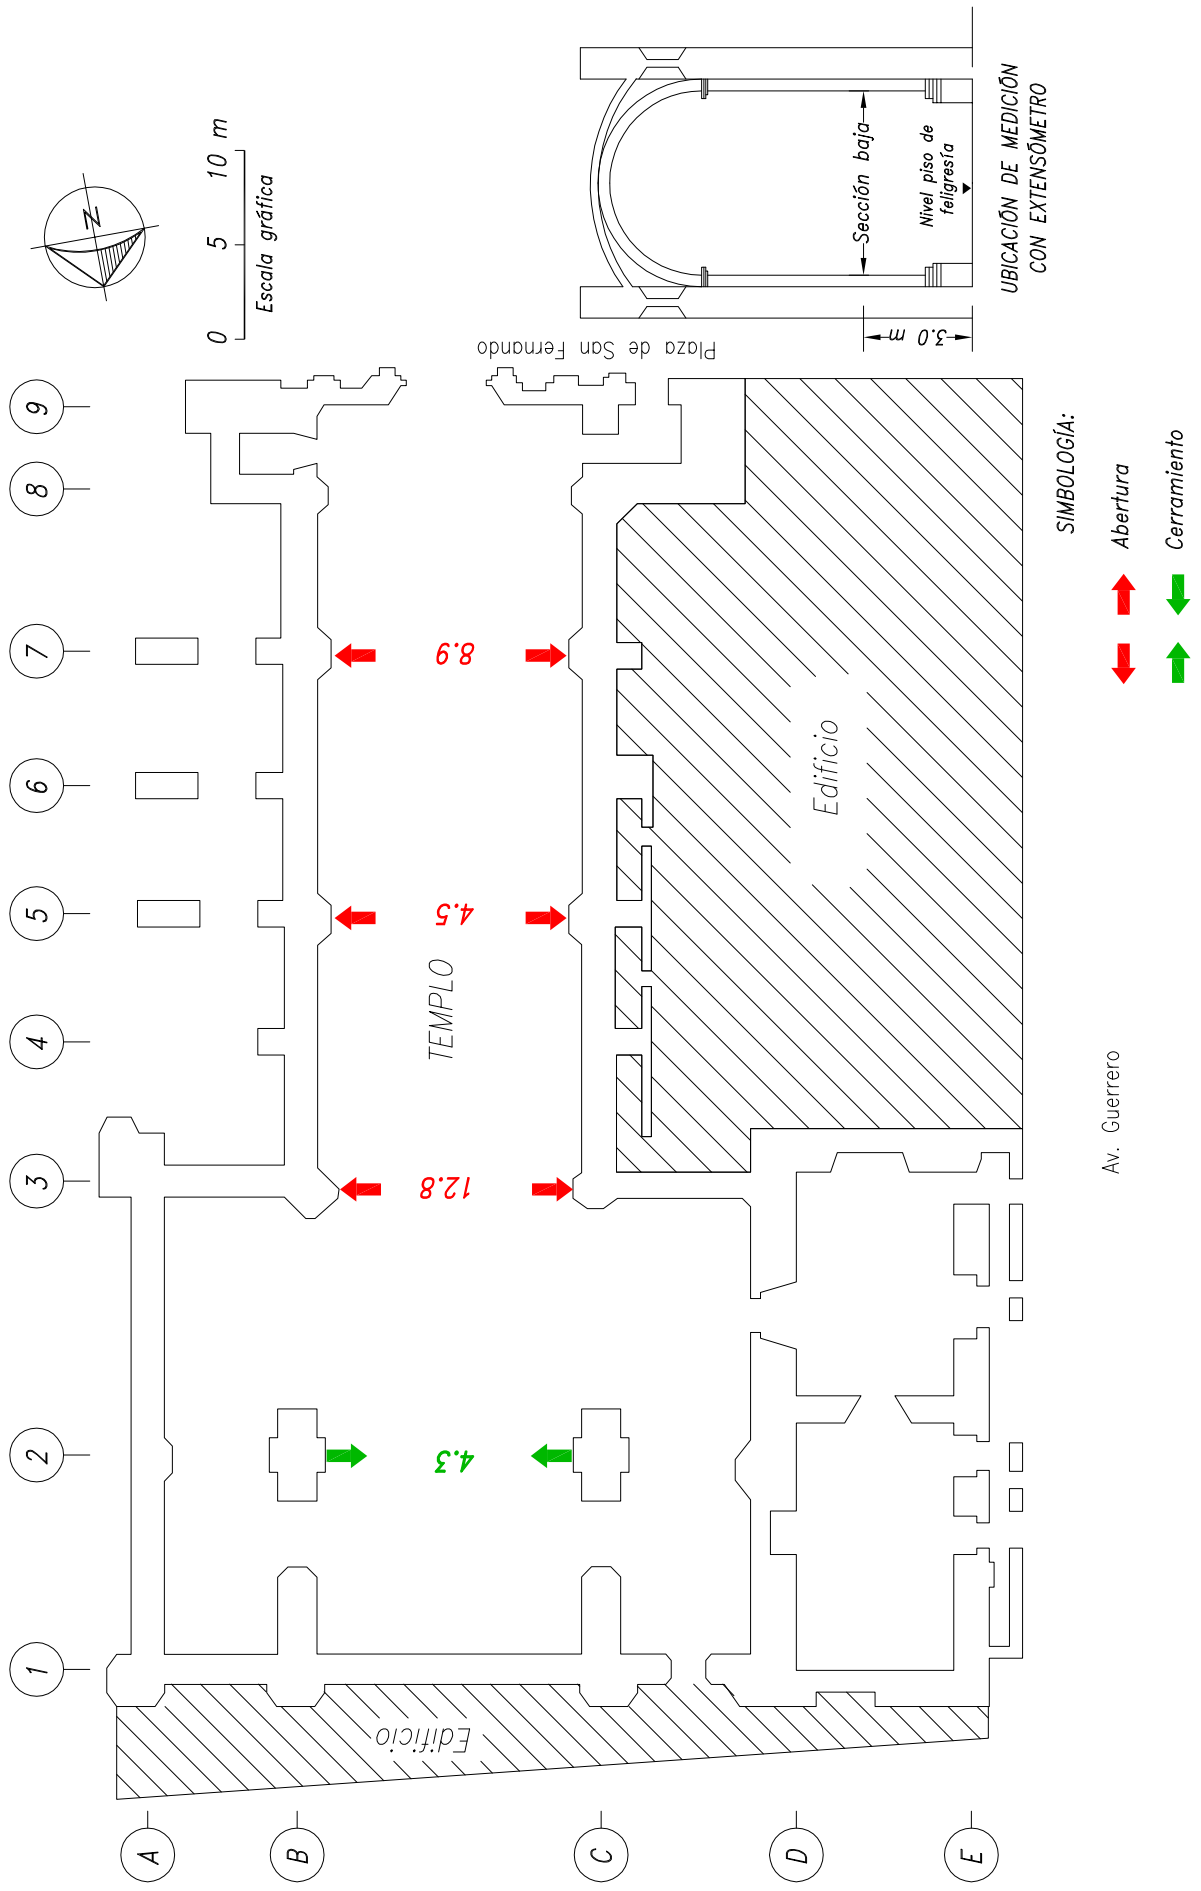 9
8
7
6
5
4
3
2
1
A
B
C
D
E
N
0 5 10 m
Escala gráfica
Sección baja
Nivel piso de
feligresía
3.0 m
UBICACIÓN DE MEDICIÓN
CON EXTENSÓMETRO
Plaza de San Fernando
8.9
4.5
TEMPLO
12.8
4.3
Edificio
Edificio
Av. Guerrero
SIMBOLOGÍA:
Abertura
Cerramiento